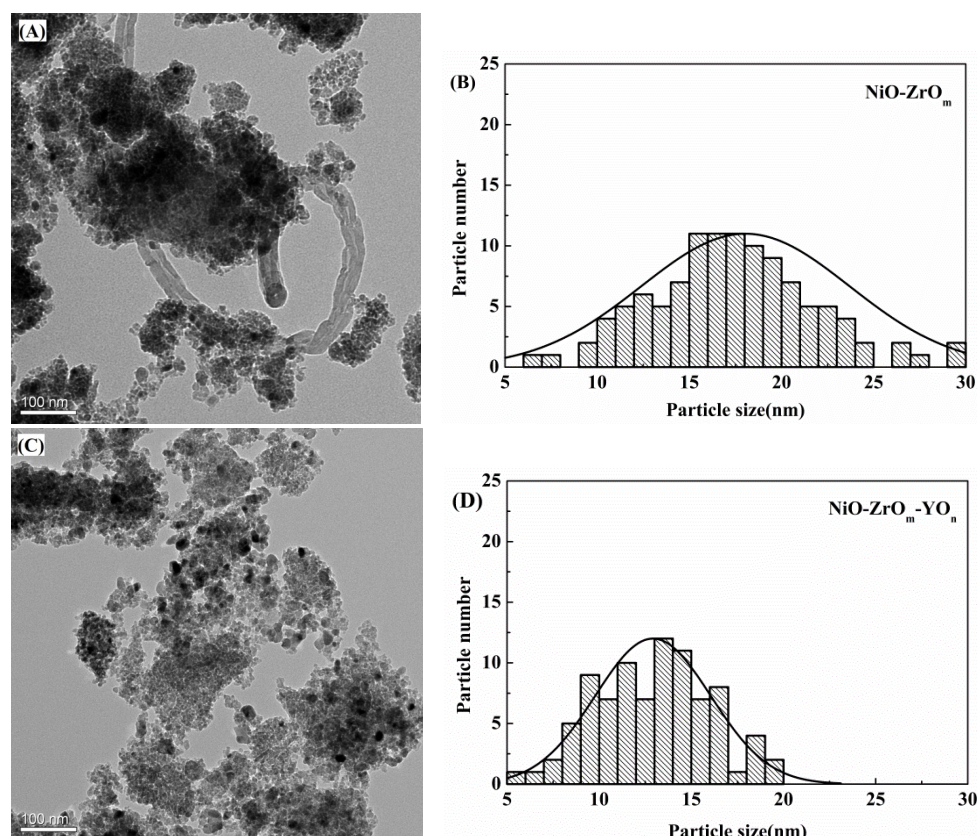 (A)
100 nm
(B)
NiO-ZrOₘ
25
20
15
10
5
0
5 10 15 20 25 30
Particle number
Particle size(nm)
(C)
100 nm
(D)
NiO-ZrOₘ-YOₙ
25
20
15
10
5
0
5 10 15 20 25 30
Particle number
Particle size(nm)